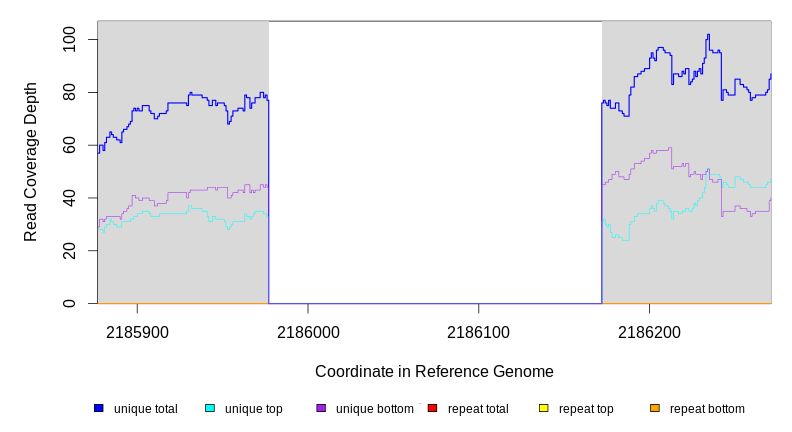 100
80
60
40
20
0
Read Coverage Depth
2185900 2186000 2186100 2186200
Coordinate in Reference Genome
unique total unique top unique bottom repeat total repeat top repeat bottom